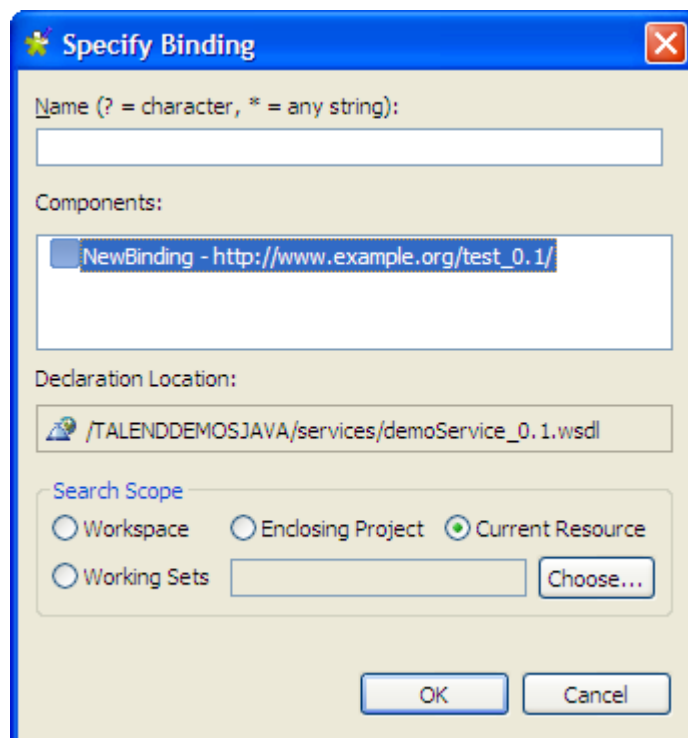 Specify Binding
Name (? = character, * = any string):
Components:
NewBinding - http://www.example.org/test_0.1/
Declaration Location:
/TALENDDEMOSJAVA/services/demoService_0.1.wsdl
Search Scope
Workspace Enclosing Project Current Resource
Working Sets Choose...
OK Cancel